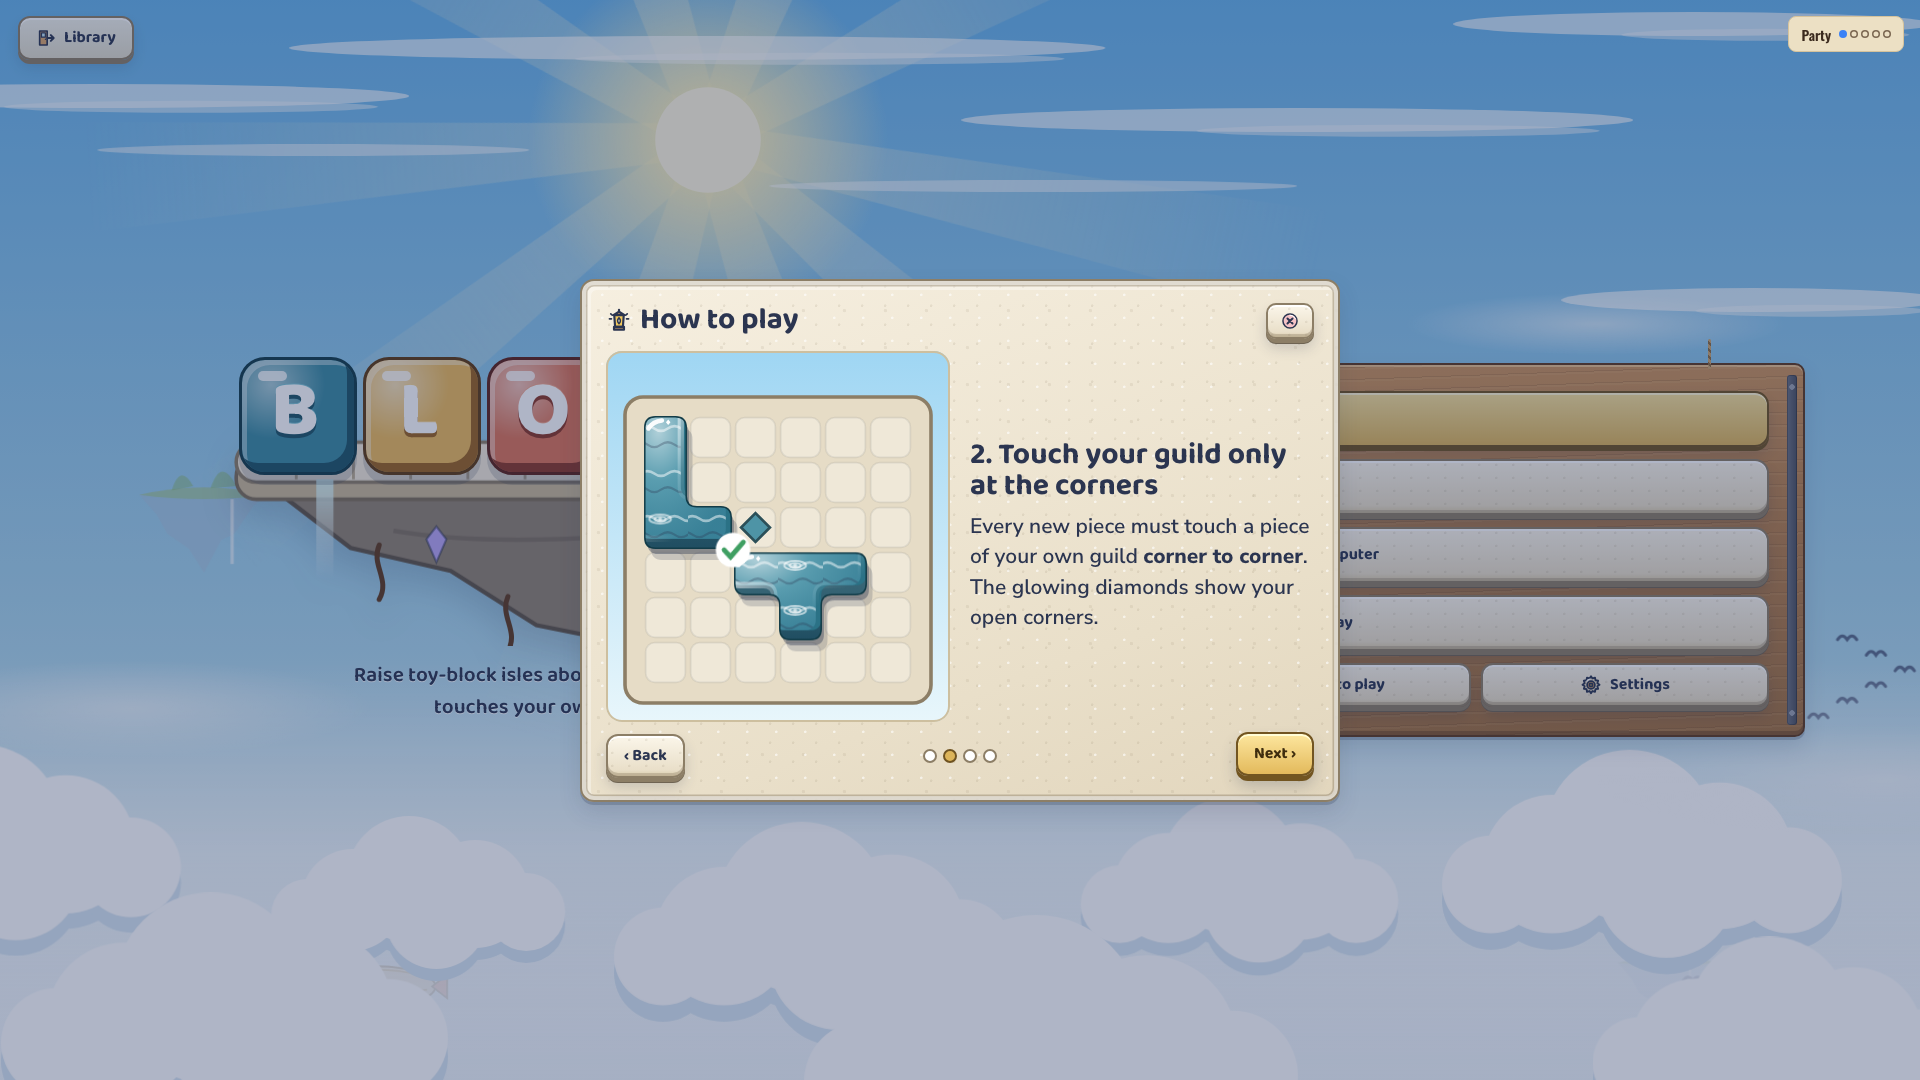 Library
Party
How to play
B L O
2. Touch your guild only
at the corners
Every new piece must touch a piece
of your own guild corner to corner.
The glowing diamonds show your
open corners.
puter
ay
to play
Settings
Raise toy-block isles abo
touches your ow
‹ Back
Next ›